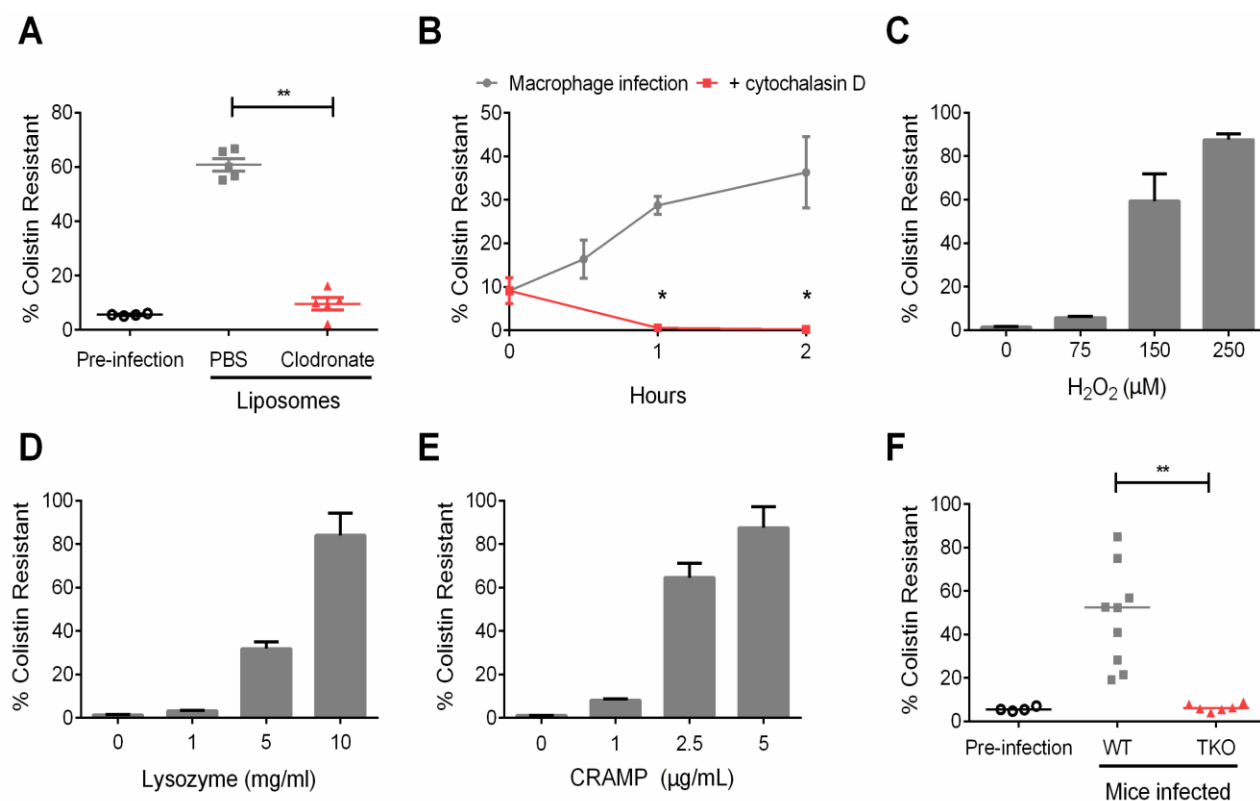 A
% Colistin Resistant
80
60
40
20
0
**
Pre-infection PBS Clodronate
Liposomes
B
Macrophage infection + cytochalasin D
% Colistin Resistant
50
40
30
20
10
0
* *
0 1 2
Hours
C
% Colistin Resistant
100
80
60
40
20
0
0 75 150 250
H₂O₂ (µM)
D
% Colistin Resistant
100
80
60
40
20
0
0 1 5 10
Lysozyme (mg/ml)
E
% Colistin Resistant
100
80
60
40
20
0
0 1 2.5 5
CRAMP (µg/mL)
F
% Colistin Resistant
100
80
60
40
20
0
**
Pre-infection WT TKO
Mice infected